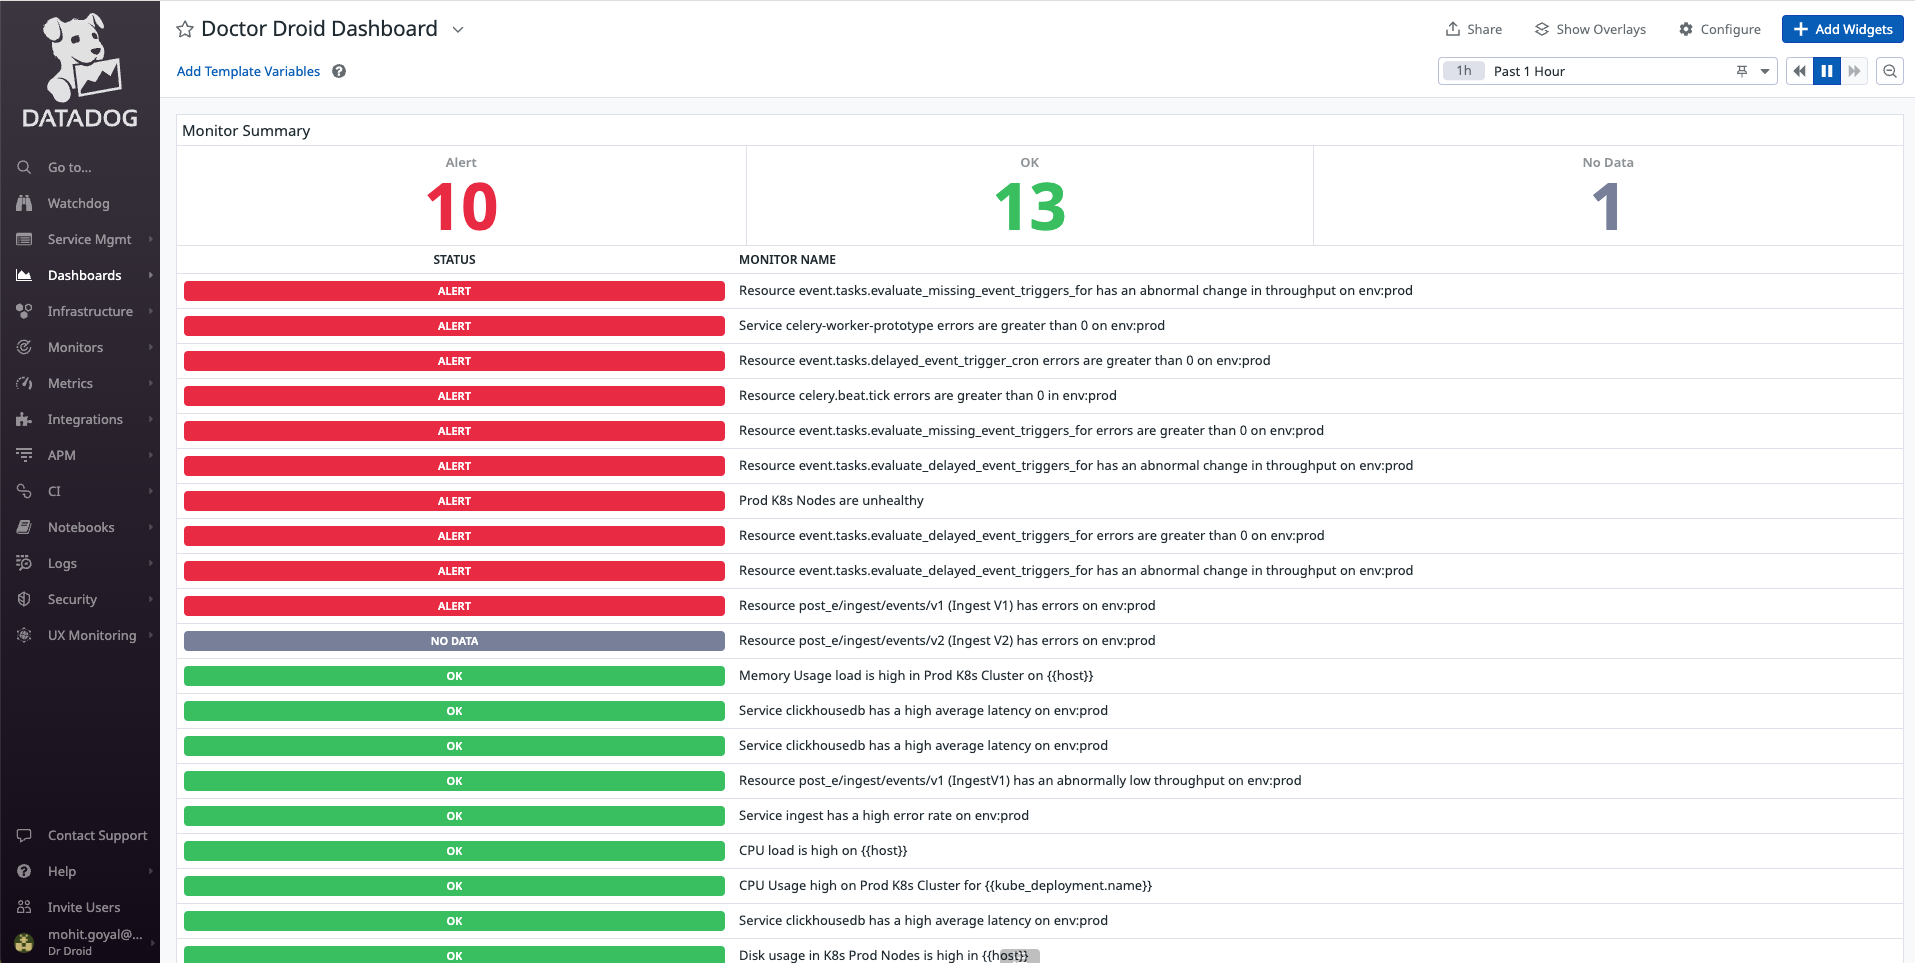 DATADOG
Go to...
Watchdog
Service Mgmt
Dashboards
Infrastructure
Monitors
Metrics
Integrations
APM
CI
Notebooks
Logs
Security
UX Monitoring
Contact Support
Help
Invite Users
mohit.goyal@...
Dr Droid
Doctor Droid Dashboard
Share
Show Overlays
Configure
Add Widgets
Add Template Variables
1h Past 1 Hour
Monitor Summary
Alert
10
OK
13
No Data
1
STATUS MONITOR NAME
ALERT Resource event.tasks.evaluate_missing_event_triggers_for has an abnormal change in throughput on env:prod
ALERT Service celery-worker-prototype errors are greater than 0 on env:prod
ALERT Resource event.tasks.delayed_event_trigger_cron errors are greater than 0 on env:prod
ALERT Resource celery.beat.tick errors are greater than 0 in env:prod
ALERT Resource event.tasks.evaluate_missing_event_triggers_for errors are greater than 0 on env:prod
ALERT Resource event.tasks.evaluate_delayed_event_triggers_for has an abnormal change in throughput on env:prod
ALERT Prod K8s Nodes are unhealthy
ALERT Resource event.tasks.evaluate_delayed_event_triggers_for errors are greater than 0 on env:prod
ALERT Resource event.tasks.evaluate_delayed_event_triggers_for has an abnormal change in throughput on env:prod
ALERT Resource post_e/ingest/events/v1 (Ingest V1) has errors on env:prod
NO DATA Resource post_e/ingest/events/v2 (Ingest V2) has errors on env:prod
OK Memory Usage load is high in Prod K8s Cluster on {{host}}
OK Service clickhousedb has a high average latency on env:prod
OK Service clickhousedb has a high average latency on env:prod
OK Resource post_e/ingest/events/v1 (IngestV1) has an abnormally low throughput on env:prod
OK Service ingest has a high error rate on env:prod
OK CPU load is high on {{host}}
OK CPU Usage high on Prod K8s Cluster for {{kube_deployment.name}}
OK Service clickhousedb has a high average latency on env:prod
OK Disk usage in K8s Prod Nodes is high in {{host}}